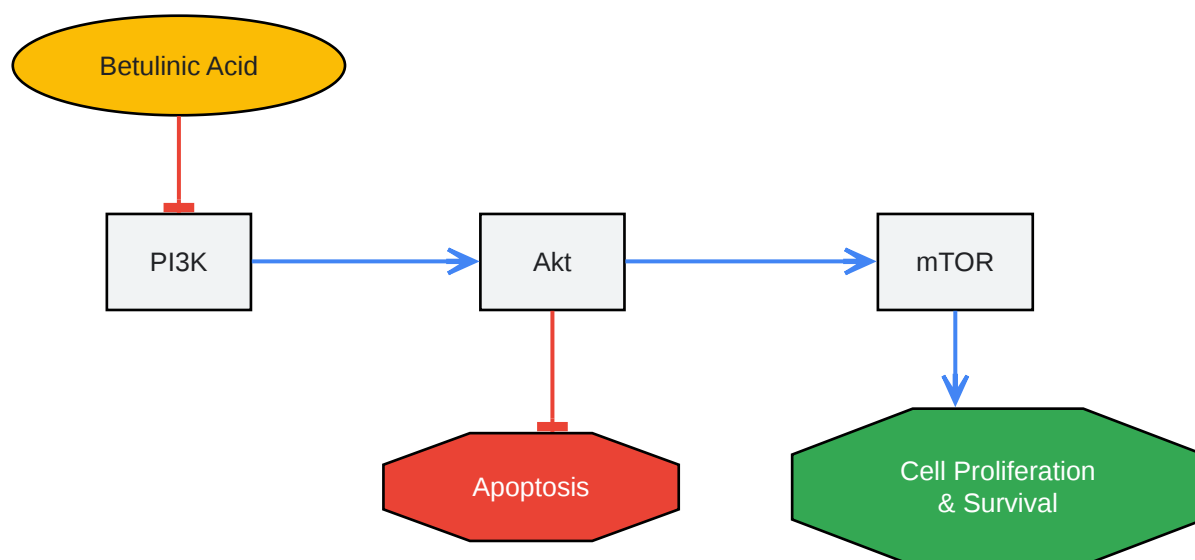 Betulinic Acid
PI3K
Akt
mTOR
Apoptosis
Cell Proliferation
& Survival